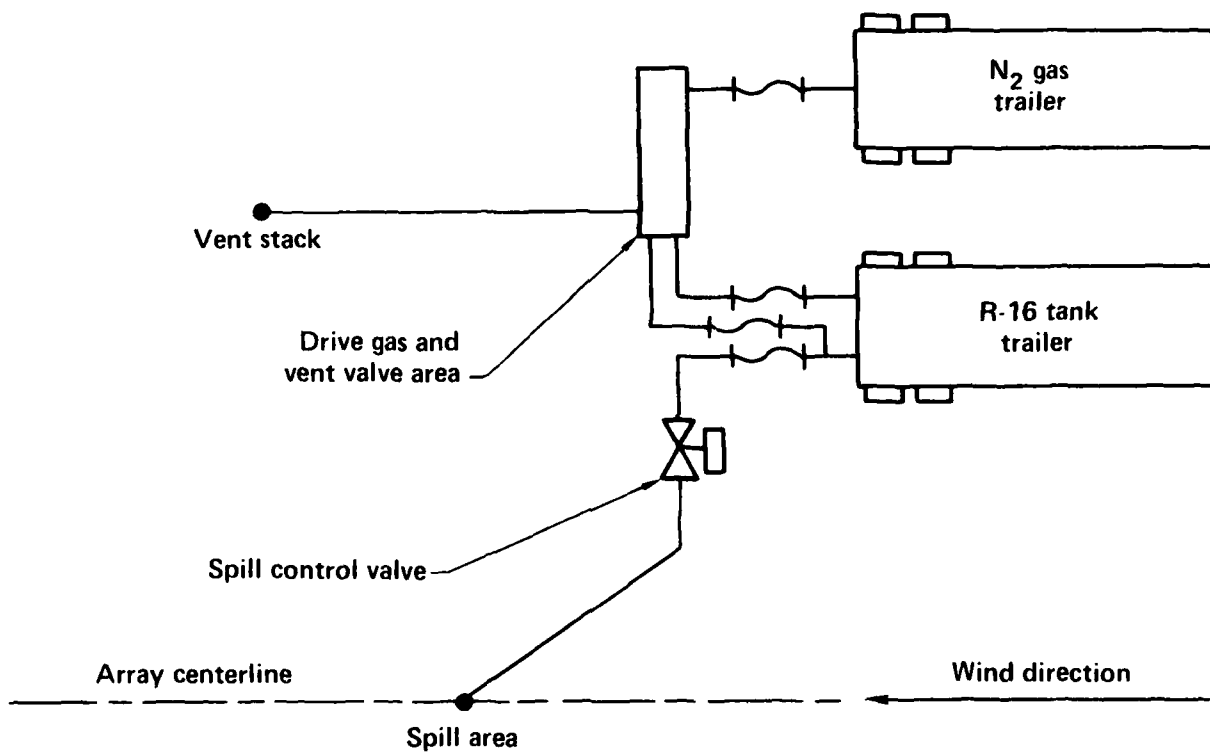 N2 gas
trailer
Vent stack
R-16 tank
trailer
Drive gas and
vent valve area
Spill control valve
Array centerline
Wind direction
Spill area